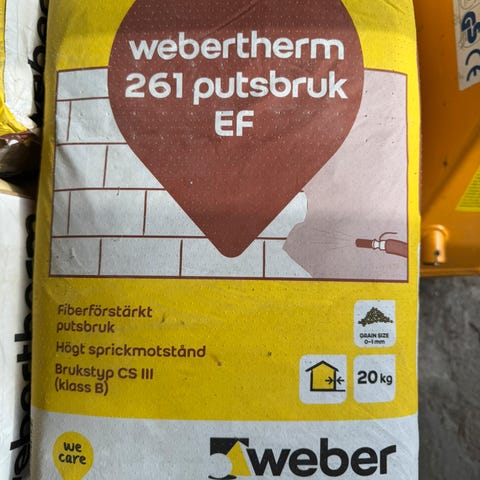 webertherm
261 putsbruk
EF
Fiberförstärkt
putsbruk
Högt sprickmotstånd
Brukstyp CS III
(klass B)
GRAIN SIZE
0-1 mm
20 kg
we
care
weber